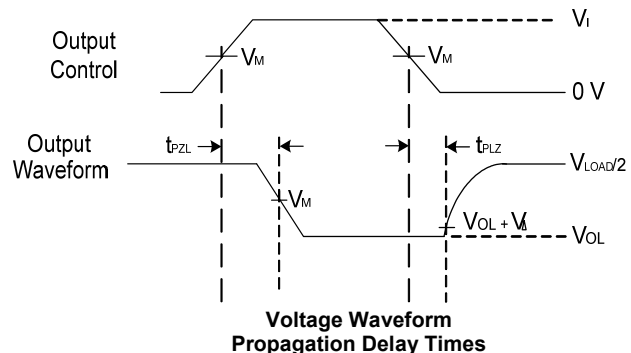 Output
Control
VM
VM
VI
0 V
Output
Waveform
tPZL
tPLZ
VM
VLOAD/2
VOL + VΔ
VOL
Voltage Waveform
Propagation Delay Times